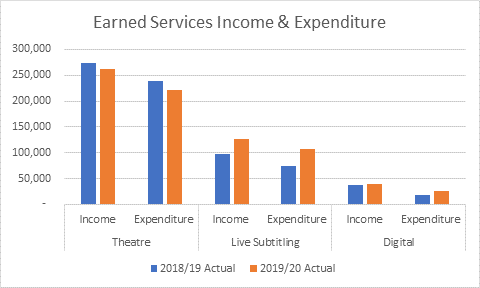 Earned Services Income & Expenditure
300,000
250,000
200,000
150,000
100,000
50,000
-
Income Expenditure Income Expenditure Income Expenditure
Theatre Live Subtitling Digital
2018/19 Actual 2019/20 Actual